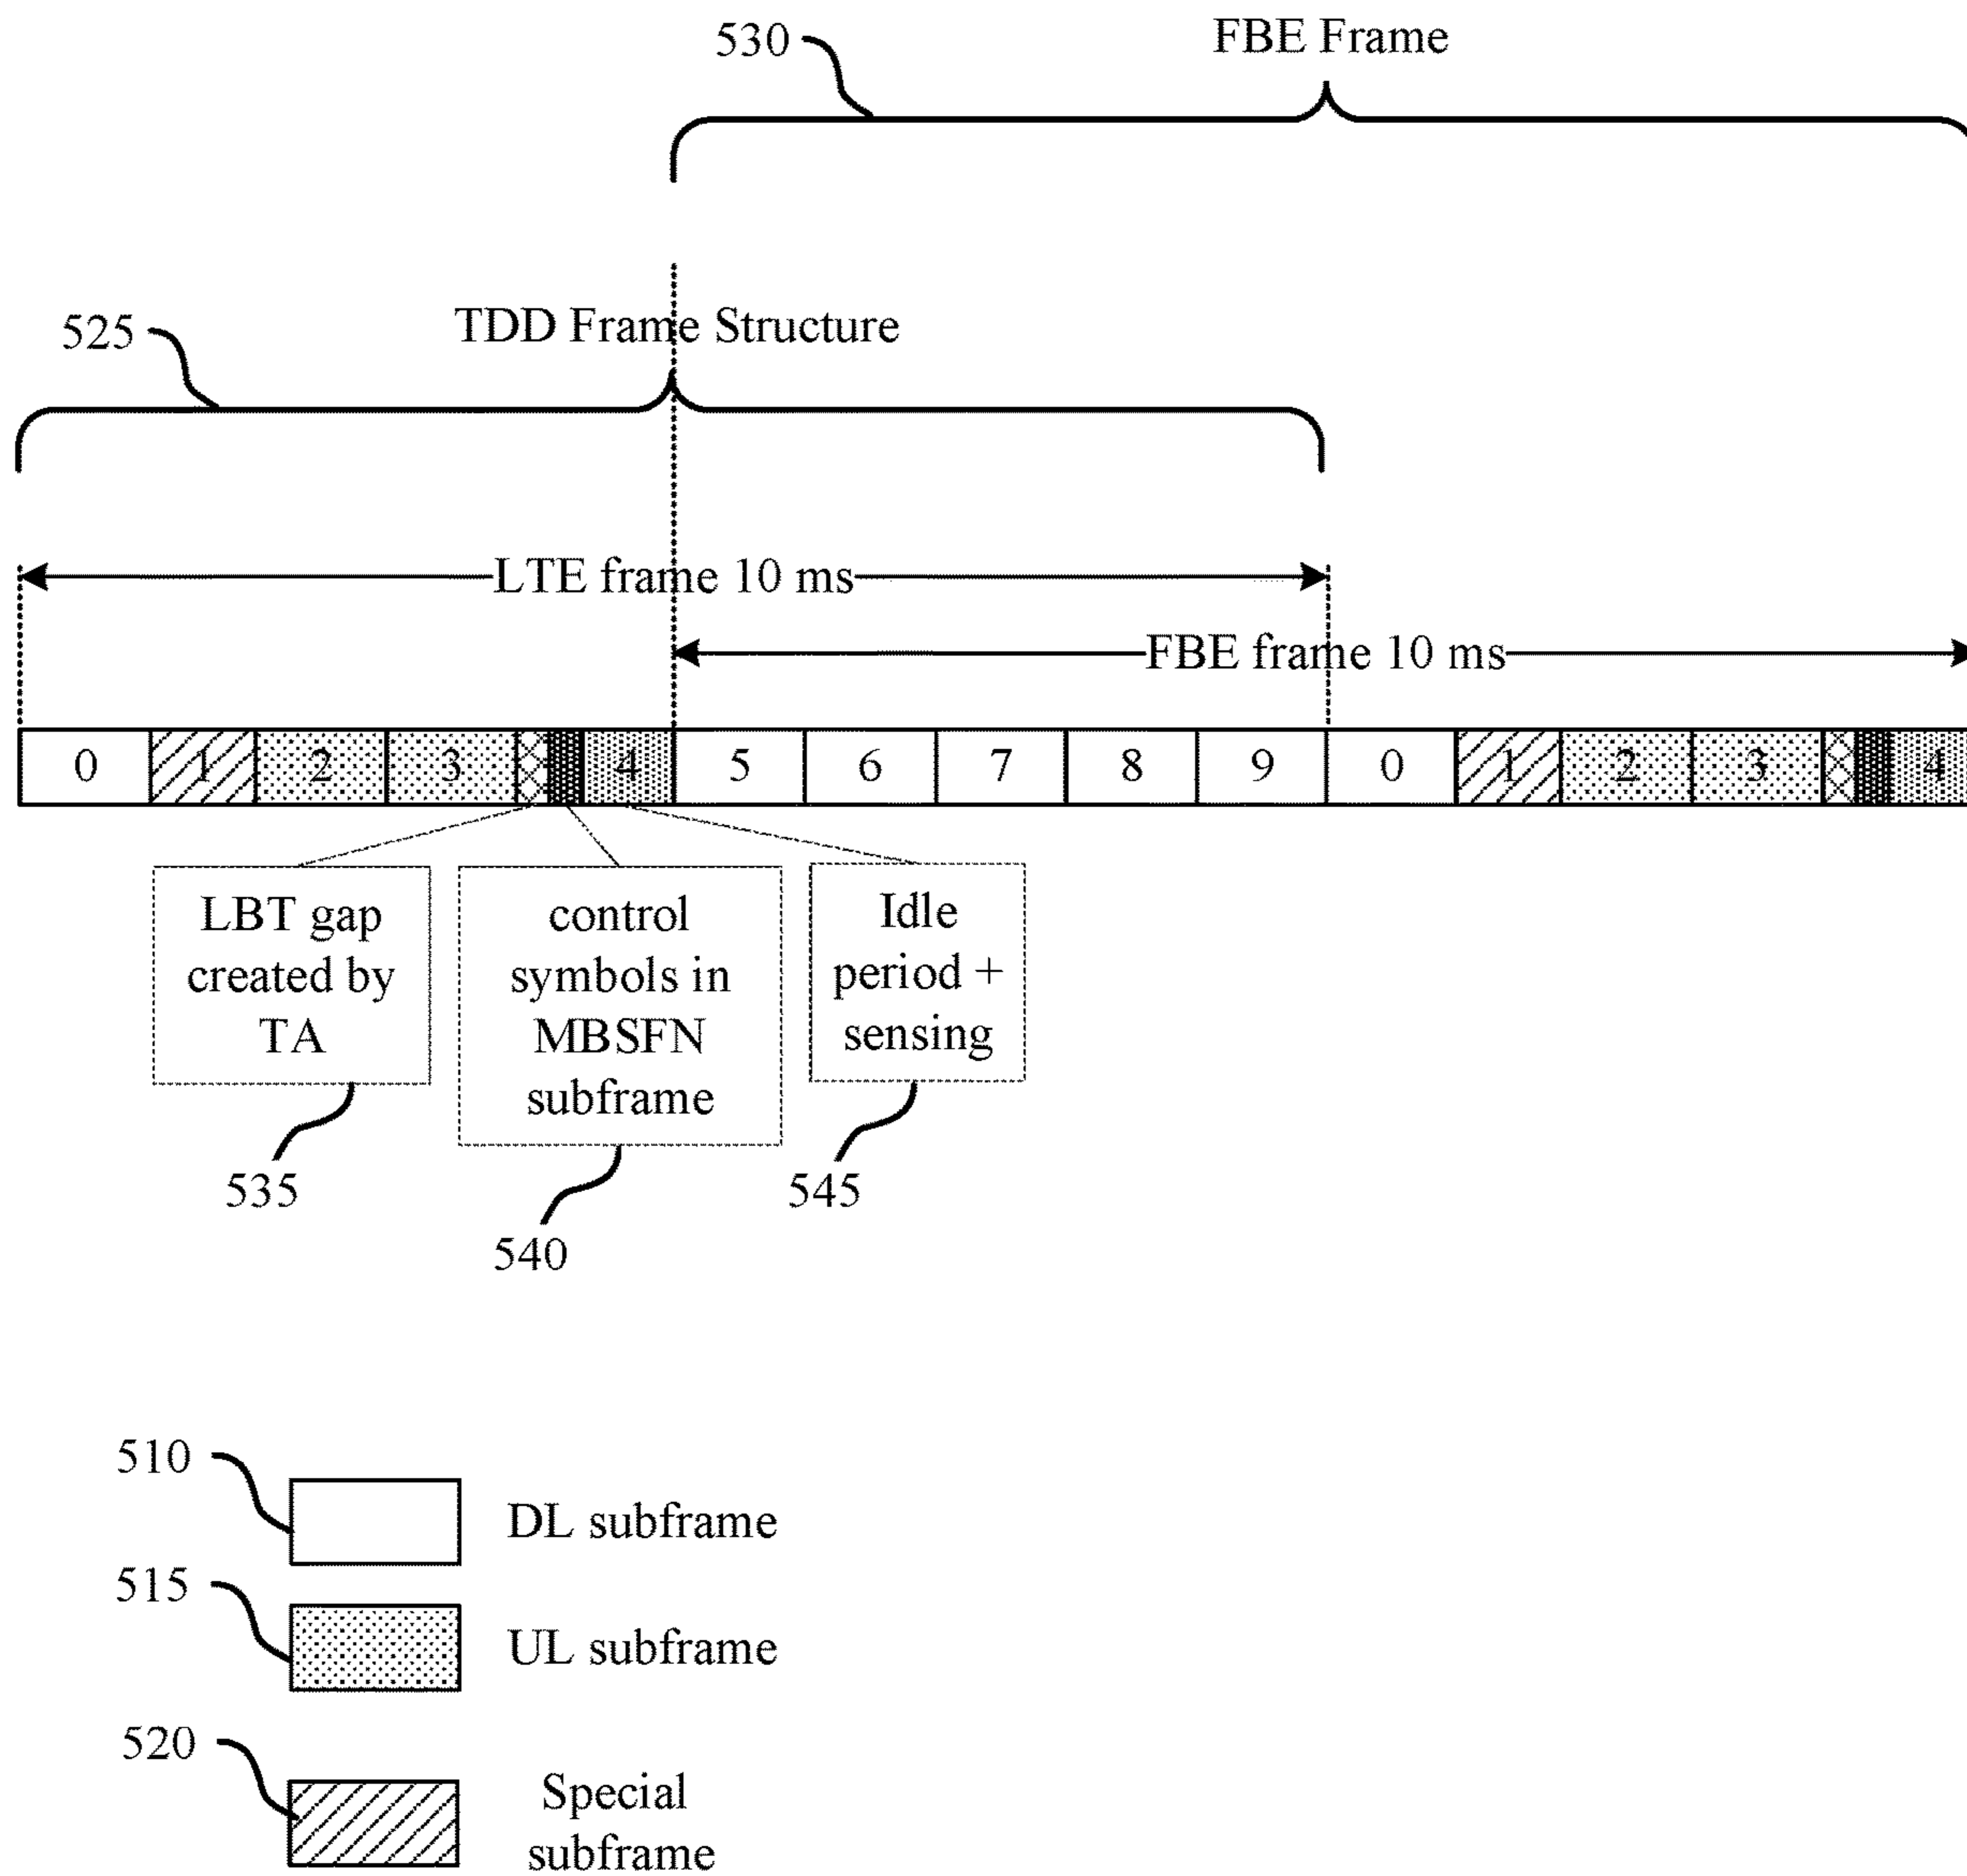 530
FBE Frame
525
TDD Frame Structure
LTE frame 10 ms
FBE frame 10 ms
0 1 2 3 4 5 6 7 8 9 0 1 2 3 4
LBT gap
created by
TA
535
control
symbols in
MBSFN
subframe
540
Idle
period +
sensing
545
510
DL subframe
515
UL subframe
520
Special
subframe